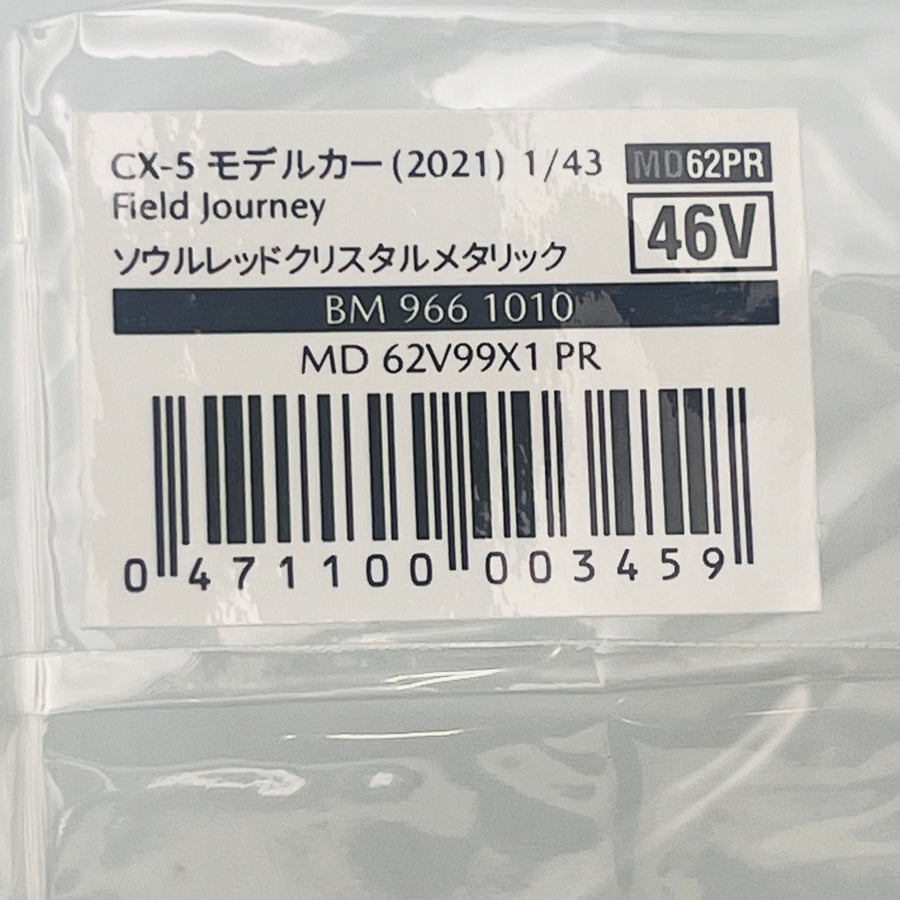 CX-5 モデルカー(2021) 1/43
MD62PR
Field Journey
46V
ソウルレッドクリスタルメタリック
BM 966 1010
MD 62V99X1 PR
0 471100 003459